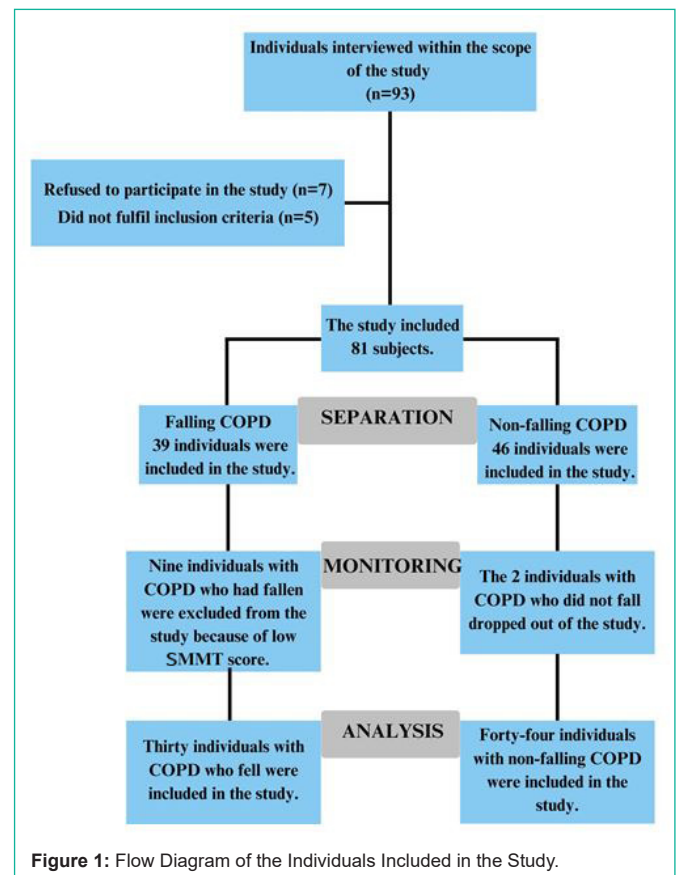 Individuals interviewed within the scope
of the study
(n=93)
Refused to participate in the study (n=7)
Did not fulfil inclusion criteria (n=5)
The study included
81 subjects.
SEPARATION
Falling COPD
39 individuals were
included in the study.
Non-falling COPD
46 individuals were
included in the study.
MONITORING
Nine individuals with
COPD who had fallen
were excluded from the
study because of low
SMMT score.
The 2 individuals with
COPD who did not fall
dropped out of the study.
ANALYSIS
Thirty individuals with
COPD who fell were
included in the study.
Forty-four individuals
with non-falling COPD
were included in the
study.
Figure 1: Flow Diagram of the Individuals Included in the Study.